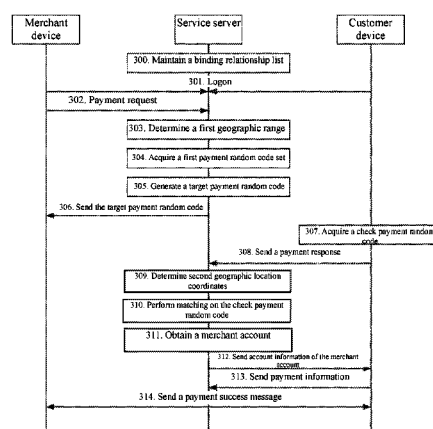 Merchant
device
Service server
Customer
device
300. Maintain a binding relationship list
301. Logon
302. Payment request
303. Determine a first geographic range
304. Acquire a first payment random code set
305. Generate a target payment random code
306. Send the target payment random code
307. Acquire a check payment random
code
308. Send a payment response
309. Determine second geographic location
coordinates
310. Perform matching on the check payment
random code
311. Obtain a merchant account
312. Send account information of the merchant
account
313. Send payment information
314. Send a payment success message